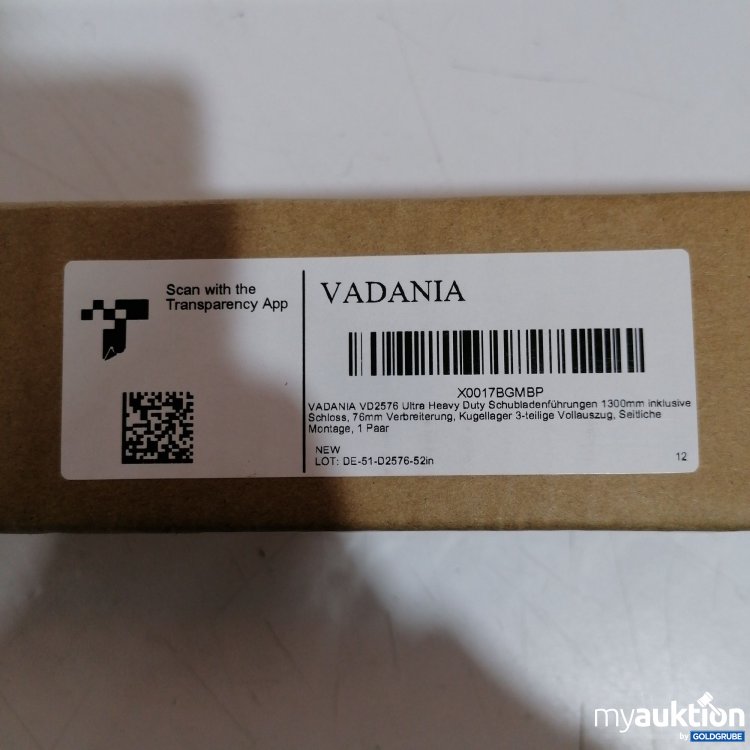 Scan with the
Transparency App
VADANIA
X0017BGMBP
VADANIA VD2576 Ultra Heavy Duty Schubladenführungen 1300mm inklusive
Schloss, 76mm Verbreiterung, Kugellager 3-teilige Vollauszug, Seitliche
Montage, 1 Paar
NEW
LOT: DE-51-D2576-52in
12
myauktion
by GOLDGRUBE